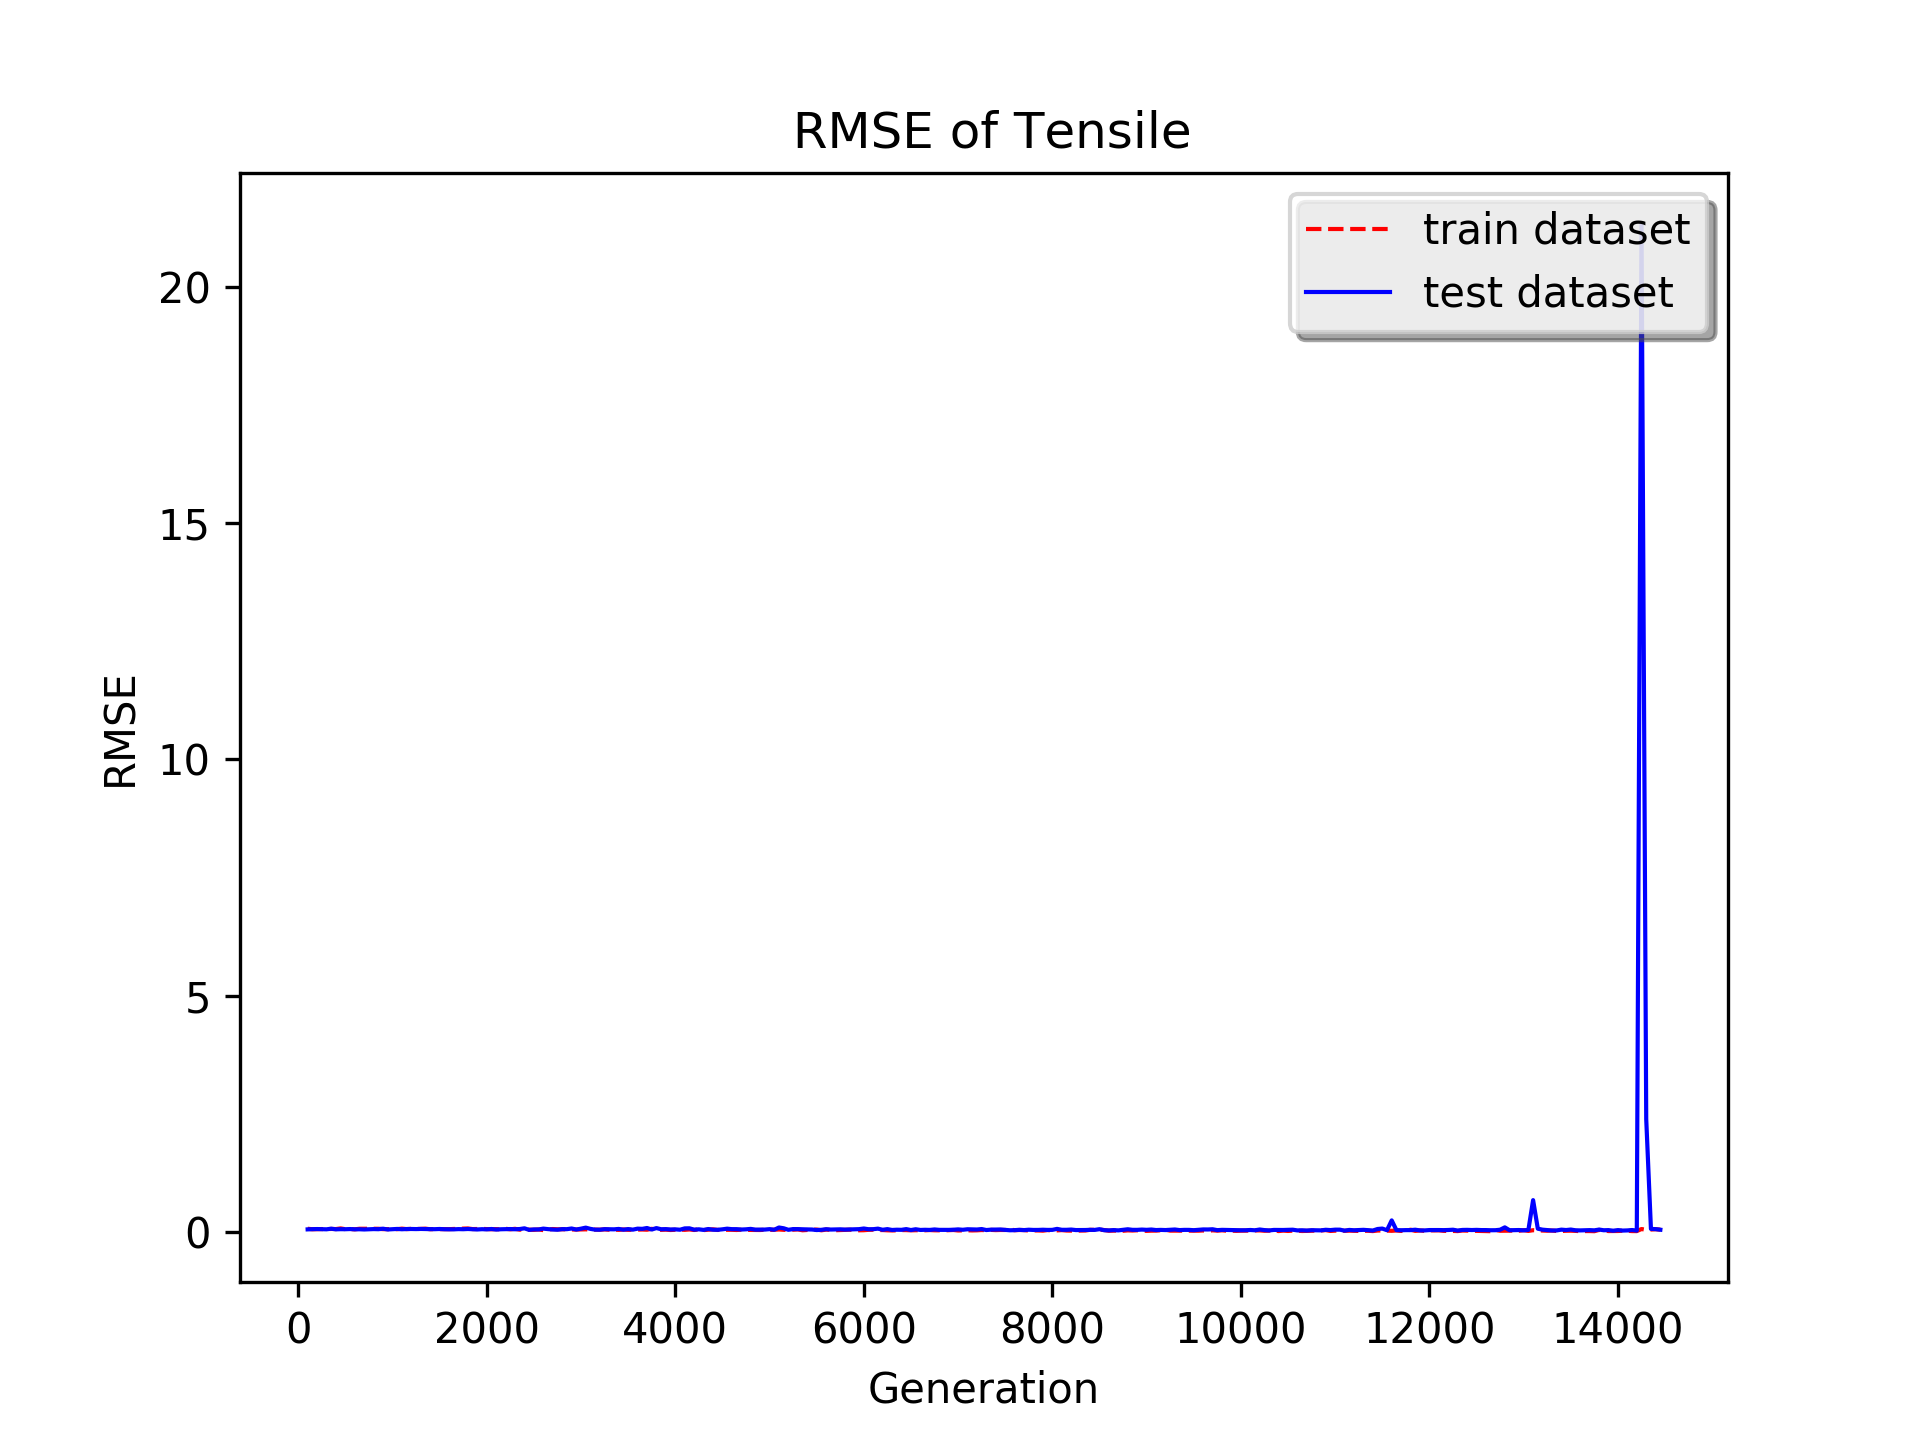 RMSE of Tensile
train dataset
test dataset
20
15
10
5
0
RMSE
0 2000 4000 6000 8000 10000 12000 14000
Generation